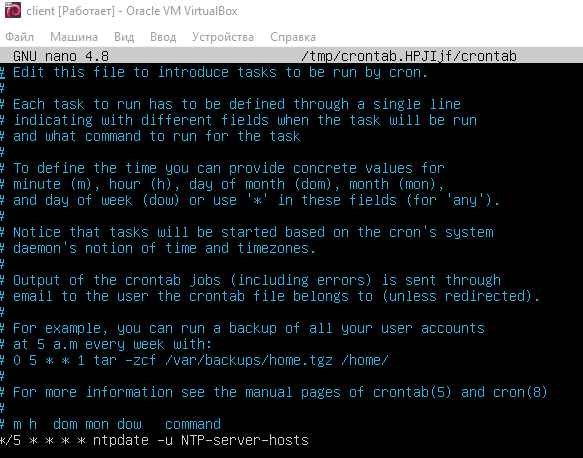 client [Работает] - Oracle VM VirtualBox
Файл Машина Вид Ввод Устройства Справка
GNU nano 4.8 /tmp/crontab.HPJIjf/crontab
# Edit this file to introduce tasks to be run by cron.
#
# Each task to run has to be defined through a single line
# indicating with different fields when the task will be run
# and what command to run for the task
#
# To define the time you can provide concrete values for
# minute (m), hour (h), day of month (dom), month (mon),
# and day of week (dow) or use '*' in these fields (for 'any').
#
# Notice that tasks will be started based on the cron's system
# daemon's notion of time and timezones.
#
# Output of the crontab jobs (including errors) is sent through
# email to the user the crontab file belongs to (unless redirected).
#
# For example, you can run a backup of all your user accounts
# at 5 a.m every week with:
# 0 5 * * 1 tar -zcf /var/backups/home.tgz /home/
#
# For more information see the manual pages of crontab(5) and cron(8)
#
# m h  dom mon dow   command
*/5 * * * * ntpdate -u NTP-server-hosts